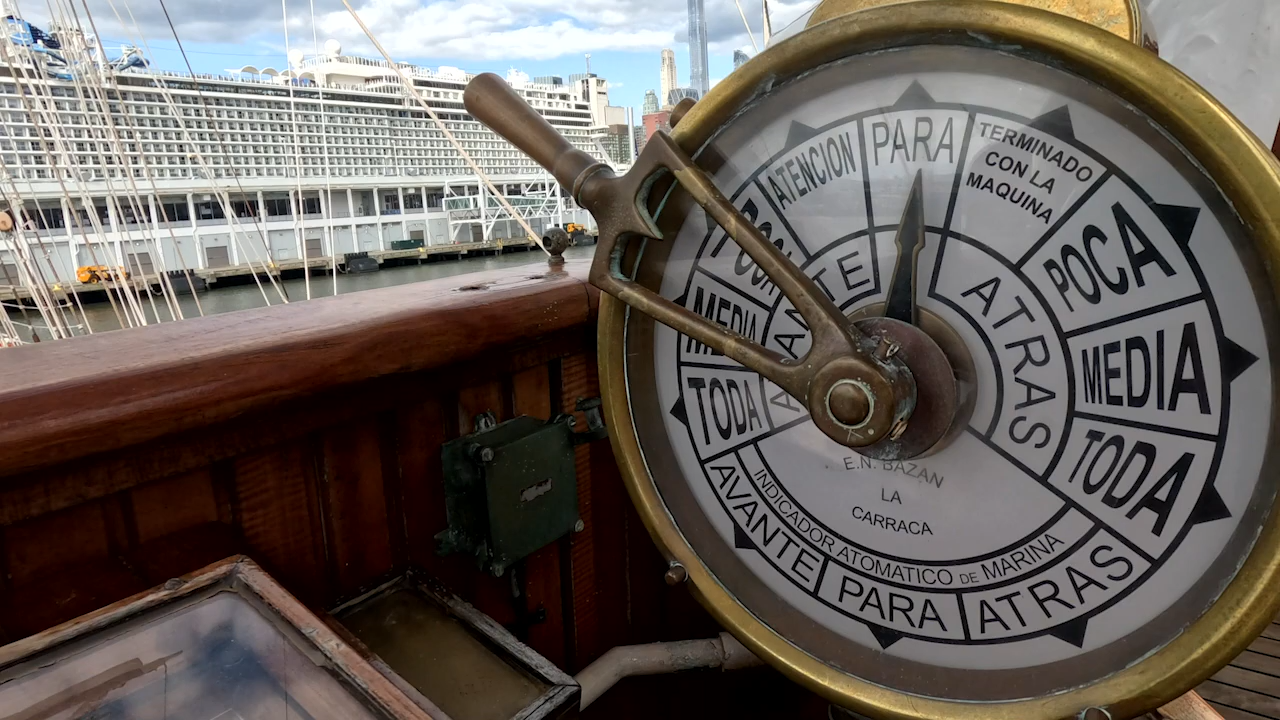 PARA
TERMINADO
CON LA
MAQUINA
POCA
MEDIA
TODA
ATENCION
POCA
MEDIA
TODA
AVANTE
ATRAS
E.N. BAZAN
LA
CARRACA
INDICADOR ATOMATICO DE MARINA
AVANTE
PARA
ATRAS